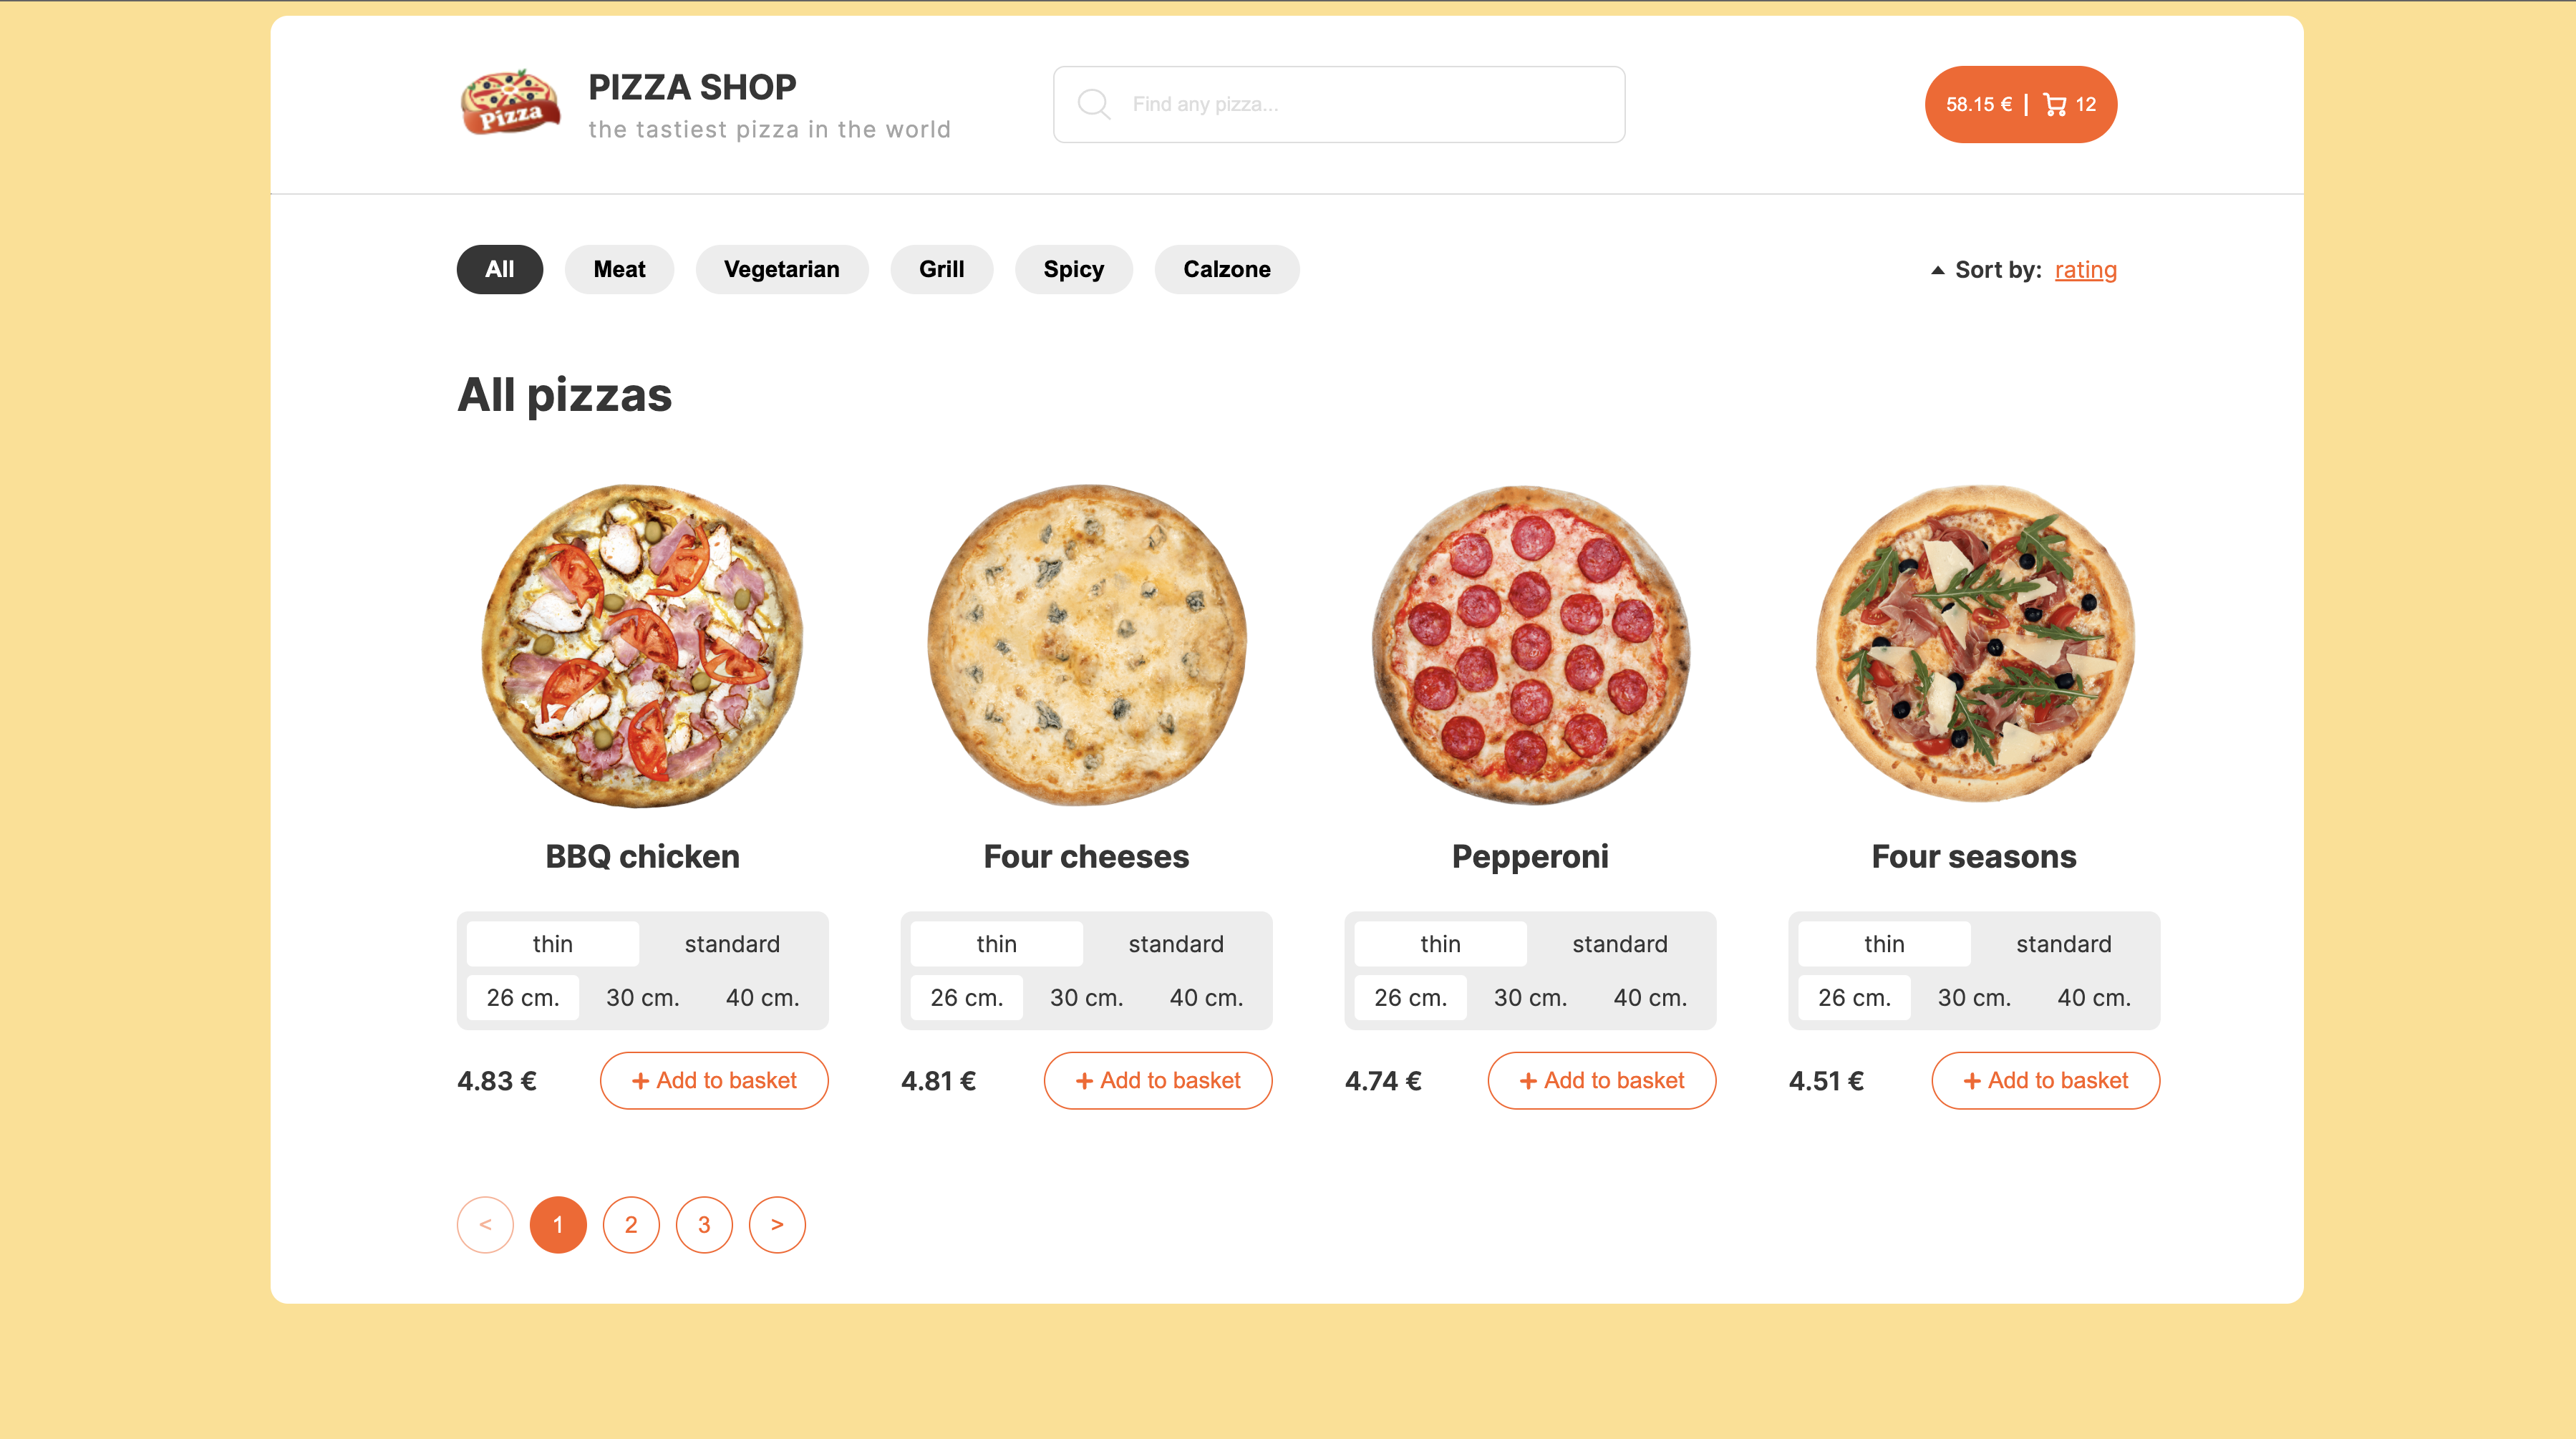 Pizza
PIZZA SHOP
the tastiest pizza in the world
Find any pizza...
58.15 € | 12
All Meat Vegetarian Grill Spicy Calzone
Sort by: rating
All pizzas
BBQ chicken Four cheeses Pepperoni Four seasons
thin standard thin standard thin standard thin standard
26 cm. 30 cm. 40 cm. 26 cm. 30 cm. 40 cm. 26 cm. 30 cm. 40 cm. 26 cm. 30 cm. 40 cm.
4.83 € + Add to basket 4.81 € + Add to basket 4.74 € + Add to basket 4.51 € + Add to basket
< 1 2 3 >